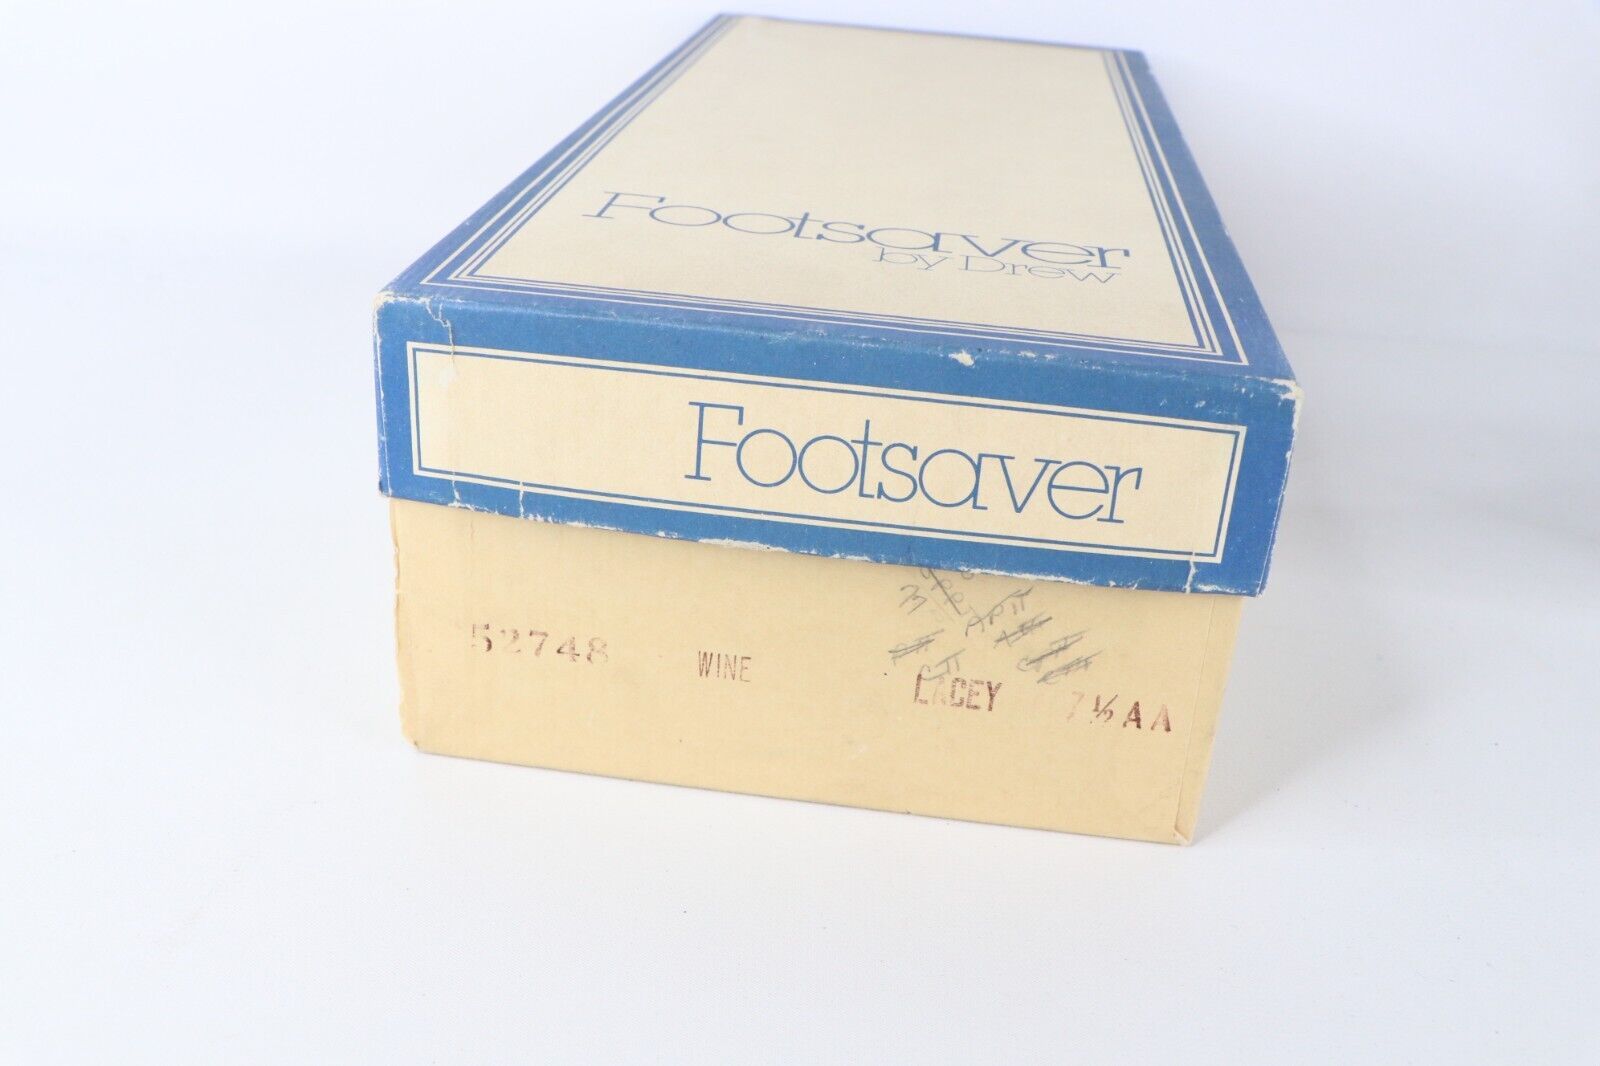 Footsaver
by Drew
Footsaver
52748 WINE LACEY 7½AA